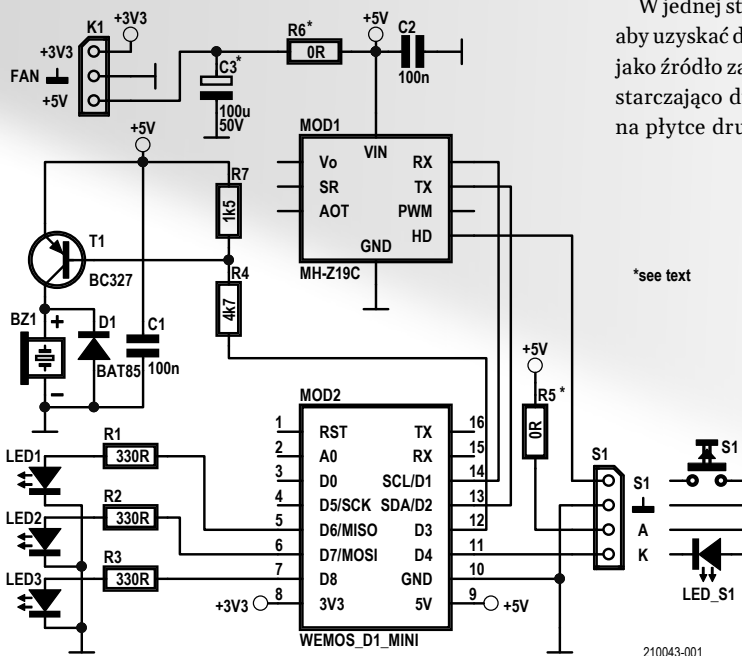 W jednej st
aby uzyskać d
jako źródło za
starczająco d
na płytce dru
K1
+3V3
+3V3
FAN
+5V
R6*
0R
+5V
C2
100n
C3*
100u
50V
+5V
R7
1k5
R4
4k7
T1
BC327
BZ1
+
–
D1
BAT85
C1
100n
MOD1
VIN
Vo
RX
SR
TX
AOT
PWM
HD
GND
MH-Z19C
*see text
+5V
R5*
0R
MOD2
1 RST TX 16
2 A0 RX 15
3 D0 SCL/D1 14
4 D5/SCK SDA/D2 13
5 D6/MISO D3 12
6 D7/MOSI D4 11
7 D8 GND 10
8 3V3 5V 9
+3V3
+5V
WEMOS_D1_MINI
LED1
R1
330R
LED2
R2
330R
LED3
R3
330R
S1
S1
A
K
S1
LED_S1
210043-001